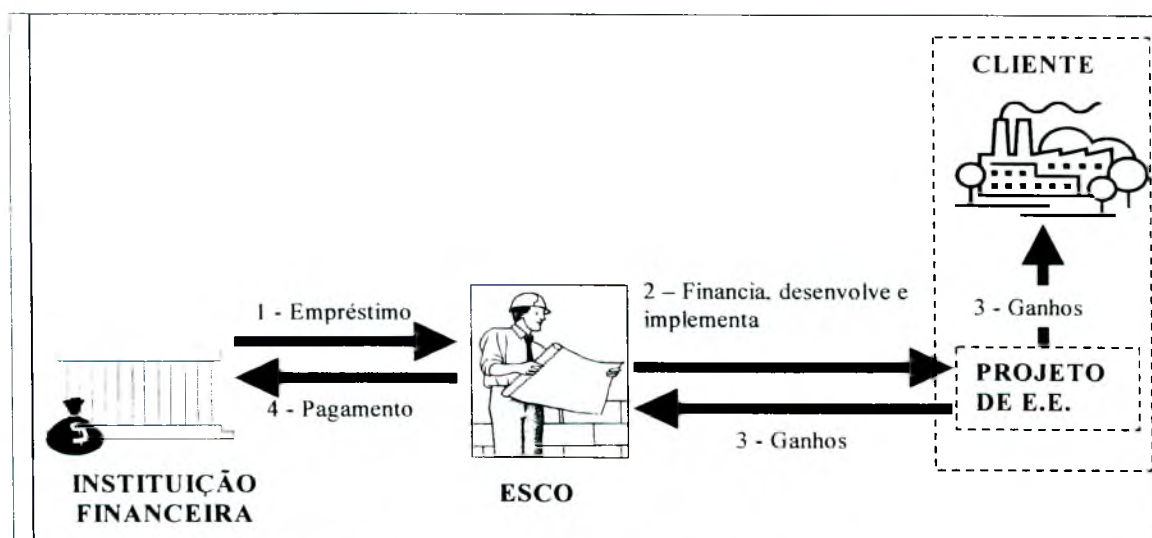 CLIENTE
1 - Empréstimo
2 – Financia, desenvolve e
implementa
3 - Ganhos
PROJETO
DE E.E.
4 - Pagamento
3 - Ganhos
$
INSTITUIÇÃO
FINANCEIRA
ESCO